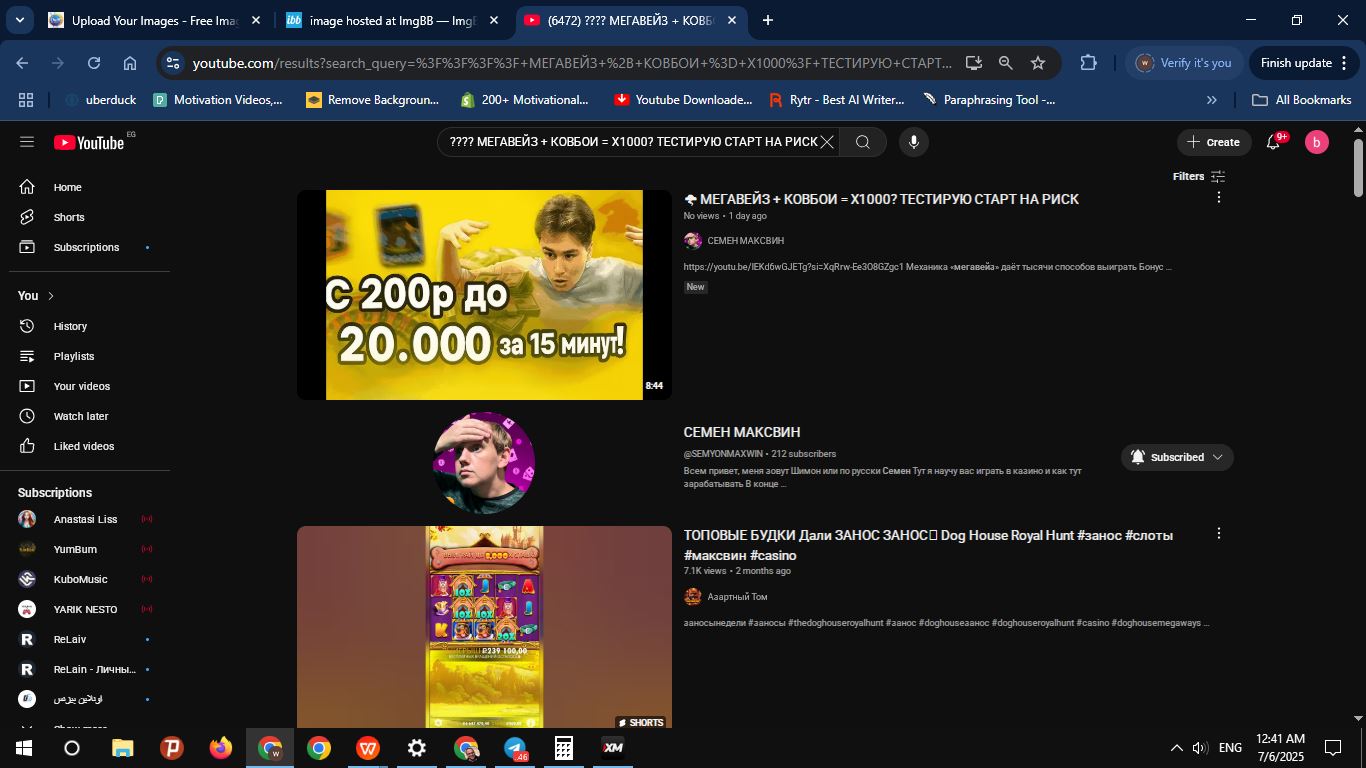 Upload Your Images - Free Imag
image hosted at ImgBB — ImgB
(6472) ???? МЕГАВЕЙЗ + КОВБО
youtube.com/results?search_query=%3F%3F%3F%3F+МЕГАВЕЙЗ+%2B+КОВБОИ+%3D+X1000%3F+ТЕСТИРУЮ+СТАРТ...
Verify it's you
Finish update
uberduck
Motivation Videos,...
Remove Backgroun...
200+ Motivational...
Youtube Downloade...
Rytr - Best AI Writer...
Paraphrasing Tool -...
All Bookmarks
YouTube EG
???? МЕГАВЕЙЗ + КОВБОИ = X1000? ТЕСТИРУЮ СТАРТ НА РИСК
Create
9+
b
Home
Shorts
Subscriptions
You
History
Playlists
Your videos
Watch later
Liked videos
Subscriptions
Anastasi Liss
YumBum
KuboMusic
YARIK NESTO
ReLaiv
ReLain - Личны...
اونلاين بيزنس
Show more
Filters
С 200р до
20.000 за 15 минут!
8:44
🌩 МЕГАВЕЙЗ + КОВБОИ = X1000? ТЕСТИРУЮ СТАРТ НА РИСК
No views • 1 day ago
СЕМЕН МАКСВИН
https://youtu.be/IEKd6wGJETg?si=XqRrw-Ee3O8GZgc1 Механика «мегавейз» даёт тысячи способов выиграть Бонус ...
New
СЕМЕН МАКСВИН
@SEMYONMAXWIN • 212 subscribers
Всем привет, меня зовут Шимон или по русски Семен Тут я научу вас играть в казино и как тут
зарабатывать В конце ...
Subscribed
₽239 100,00
SHORTS
ТОПОВЫЕ БУДКИ Дали ЗАНОС ЗАНОС Dog House Royal Hunt #занос #слоты
#максвин #casino
7.1K views • 2 months ago
Азартный Том
заносынедели #заносы #thedoghouseroyalhunt #занос #doghouseзанос #doghouseroyalhunt #casino #doghousemegaways ...
46
XM
ENG
12:41 AM
7/6/2025